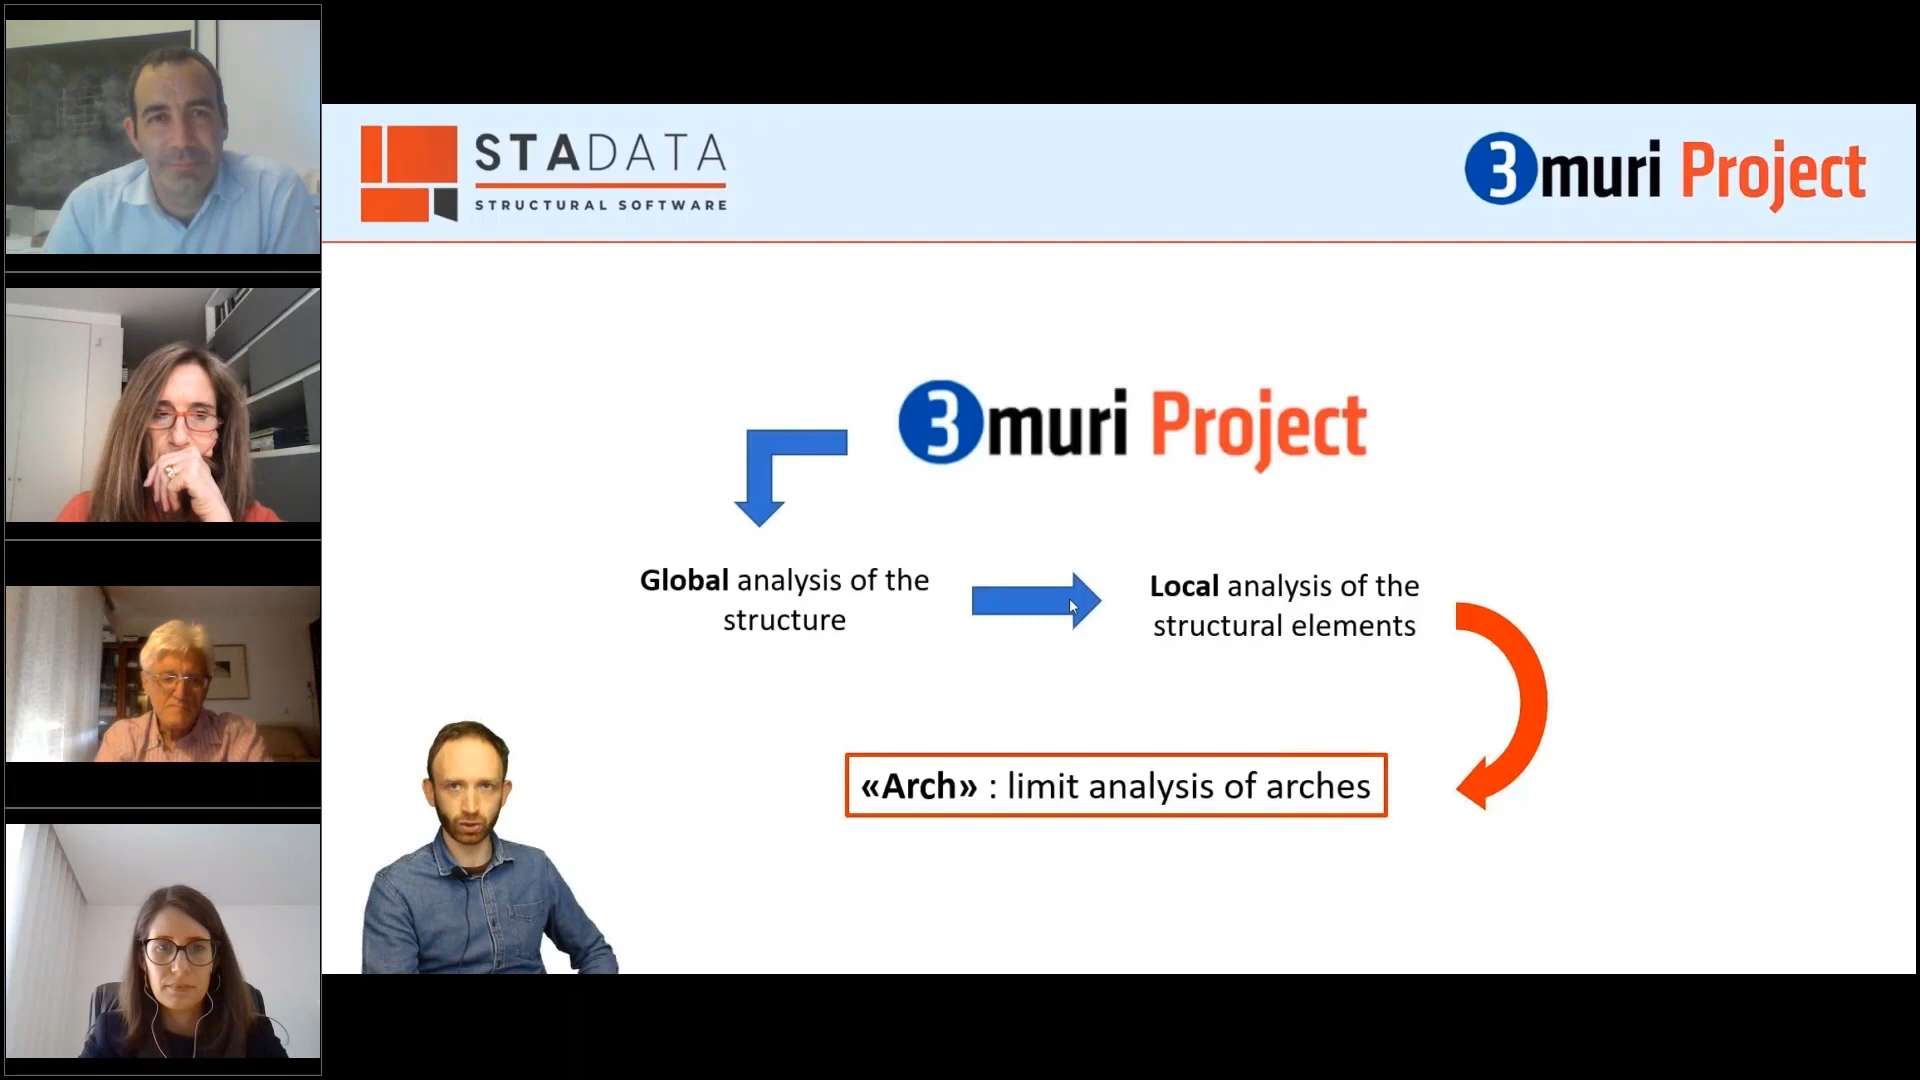 STADATA
STRUCTURAL SOFTWARE
3muri Project
3muri Project
Global analysis of the
structure
Local analysis of the
structural elements
«Arch» : limit analysis of arches